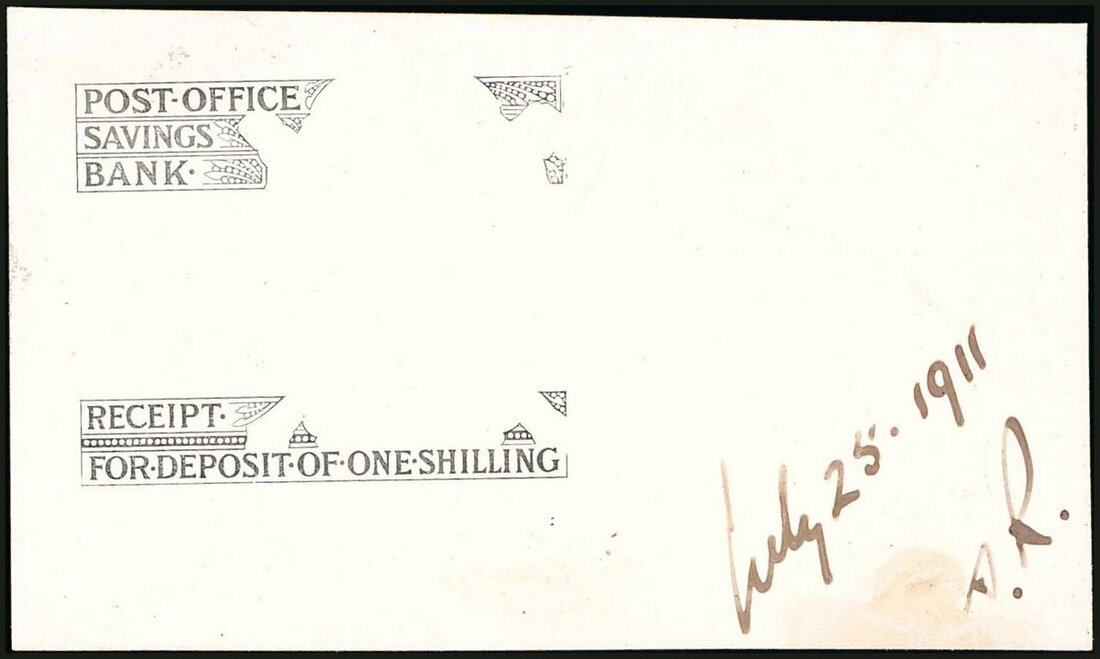 POST-OFFICE
SAVINGS
BANK·
RECEIPT·
FOR·DEPOSIT·OF·ONE·SHILLING
July 25. 1911
A.R.